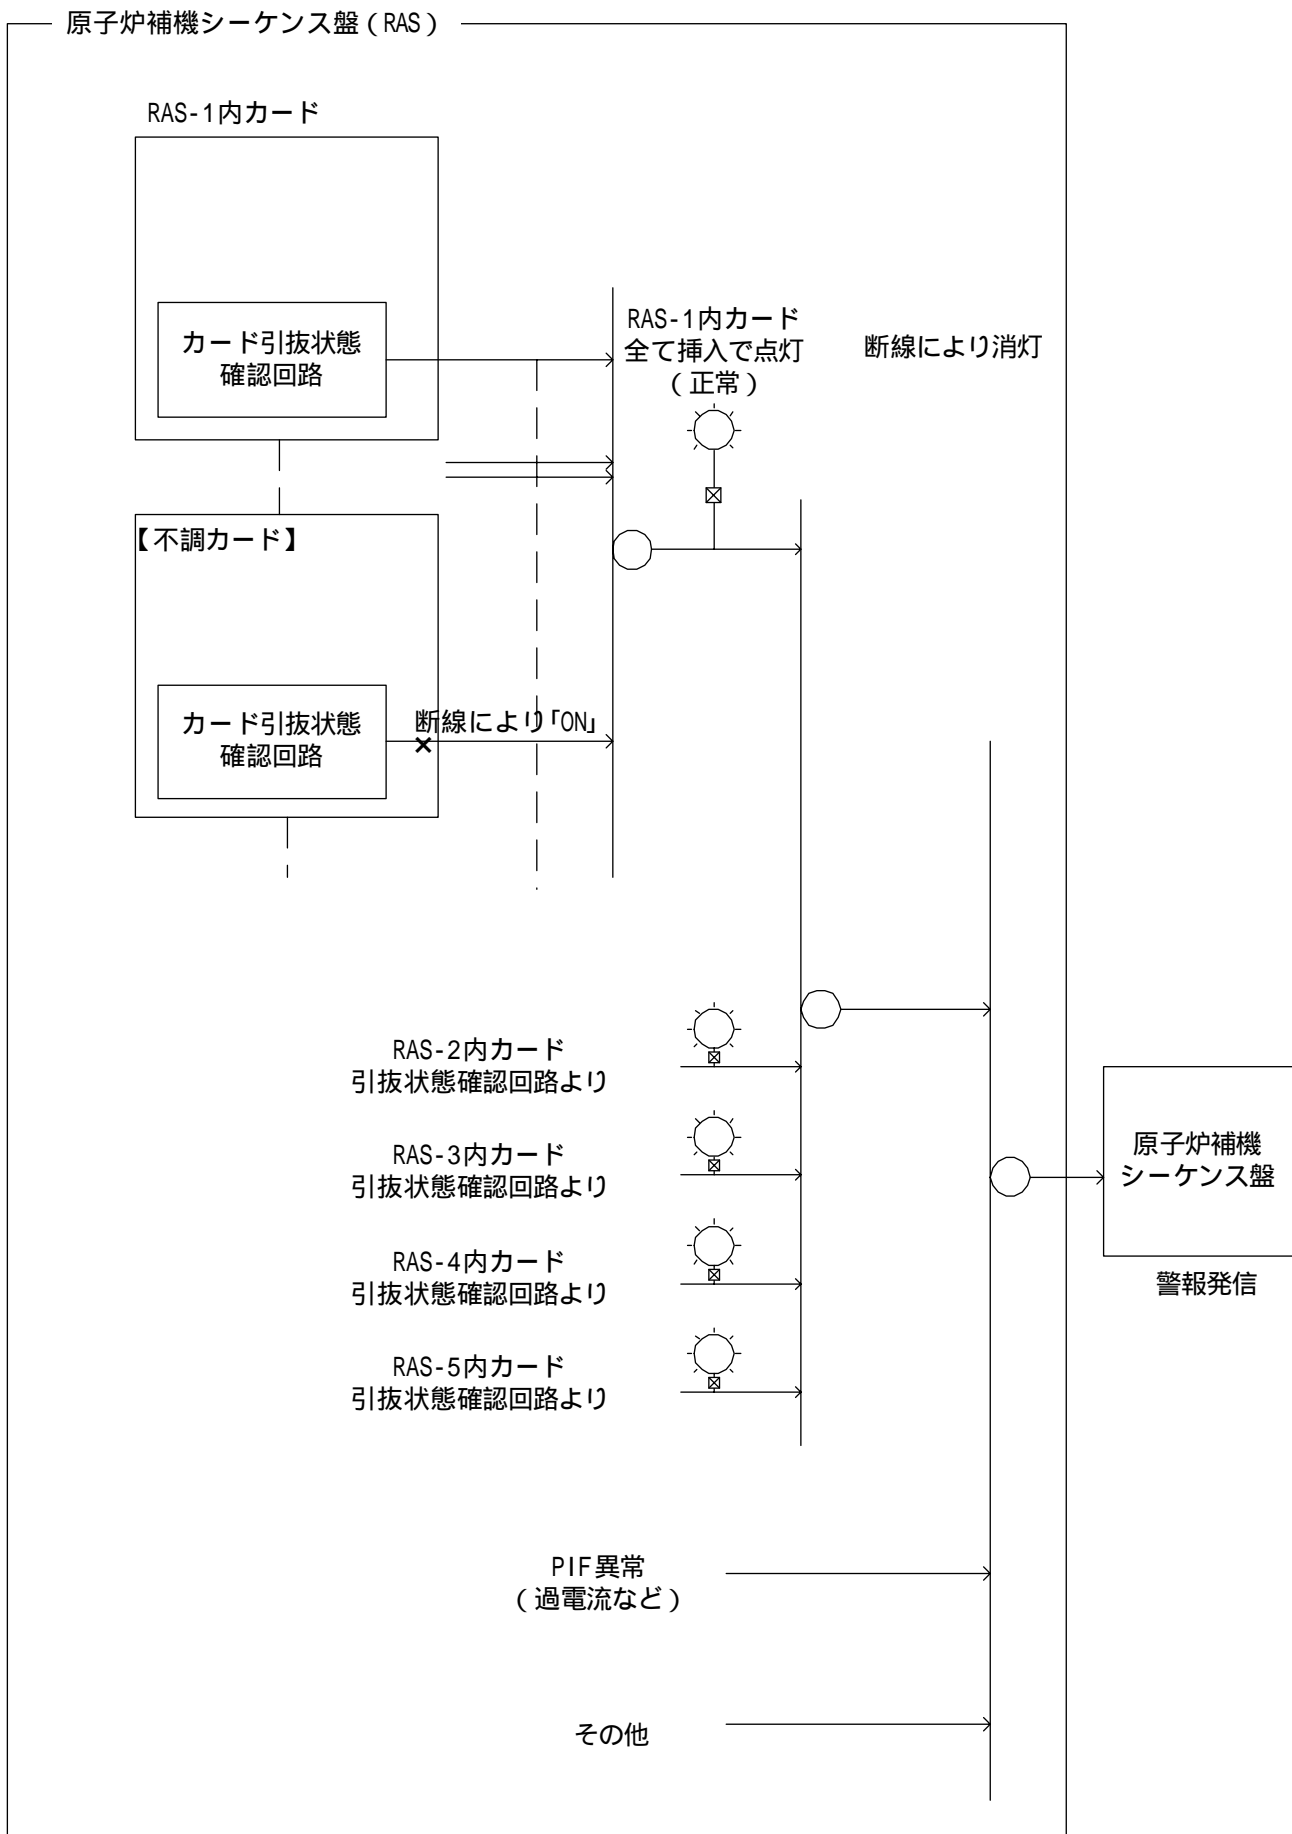 原子炉補機シーケンス盤（RAS）
RAS-1内カード
カード引抜状態
確認回路
RAS-1内カード
全て挿入で点灯
（正常）
断線により消灯
【不調カード】
カード引抜状態
確認回路
断線により「ON」
RAS-2内カード
引抜状態確認回路より
RAS-3内カード
引抜状態確認回路より
RAS-4内カード
引抜状態確認回路より
RAS-5内カード
引抜状態確認回路より
原子炉補機
シーケンス盤
警報発信
PIF異常
（過電流など）
その他